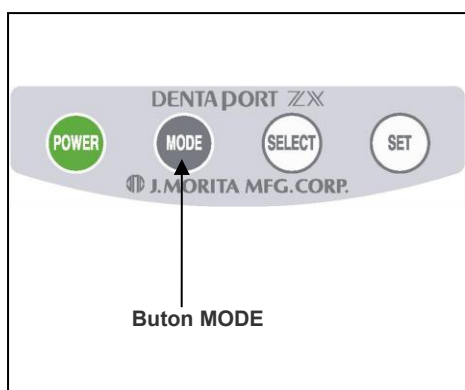 DENTAPORT ZX
POWER MODE SELECT SET
J.MORITA MFG.CORP.
Buton MODE